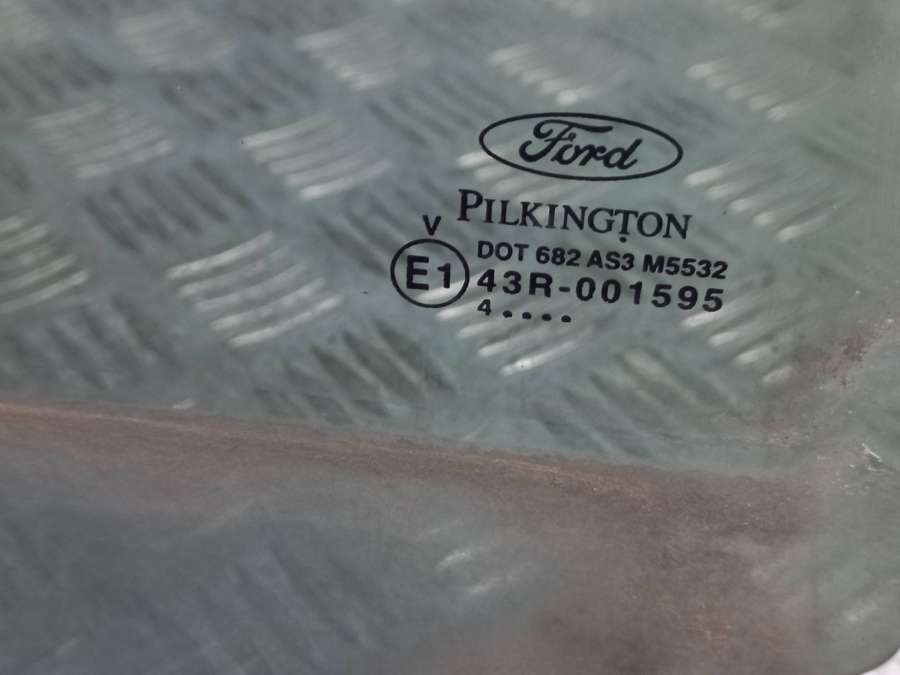 Ford
PILKINGTON
V
DOT 682 AS3 M5532
E1 43R-001595
4....